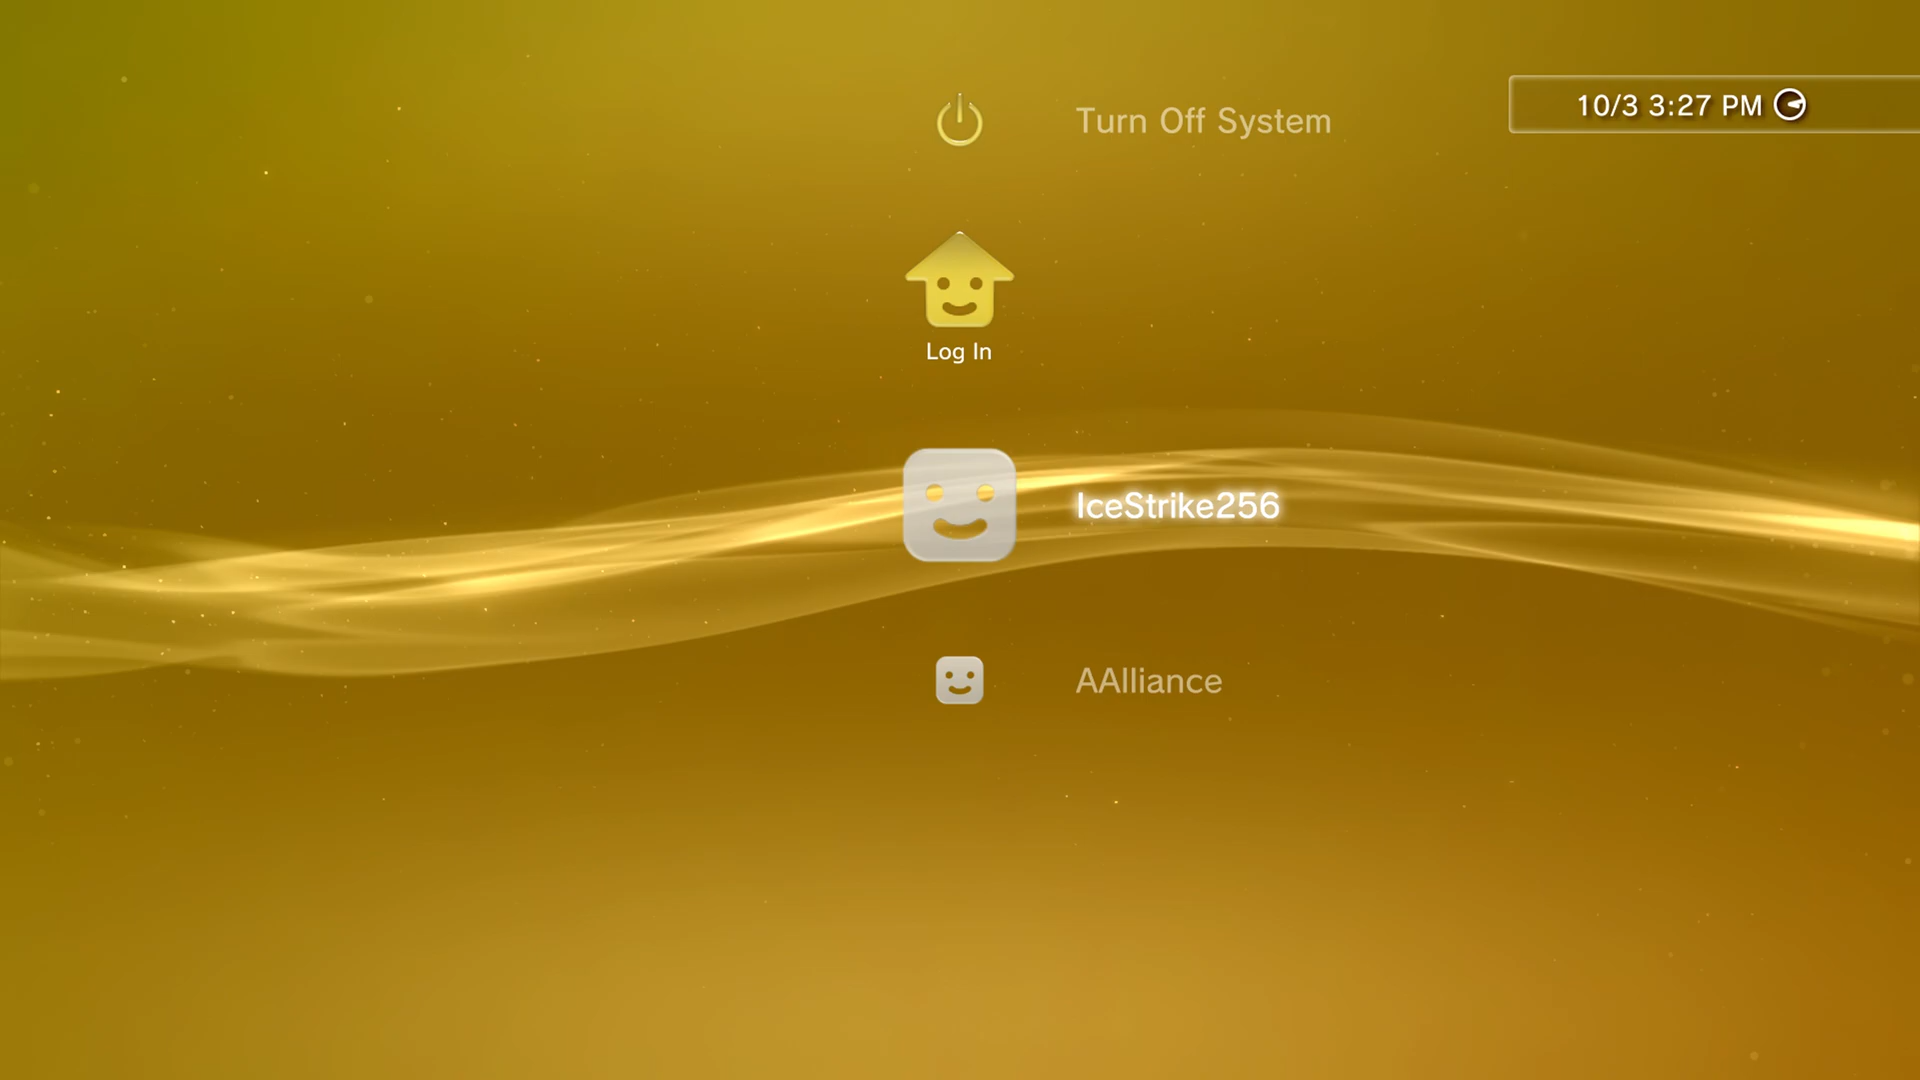 Turn Off System
10/3 3:27 PM
Log In
IceStrike256
AAlliance